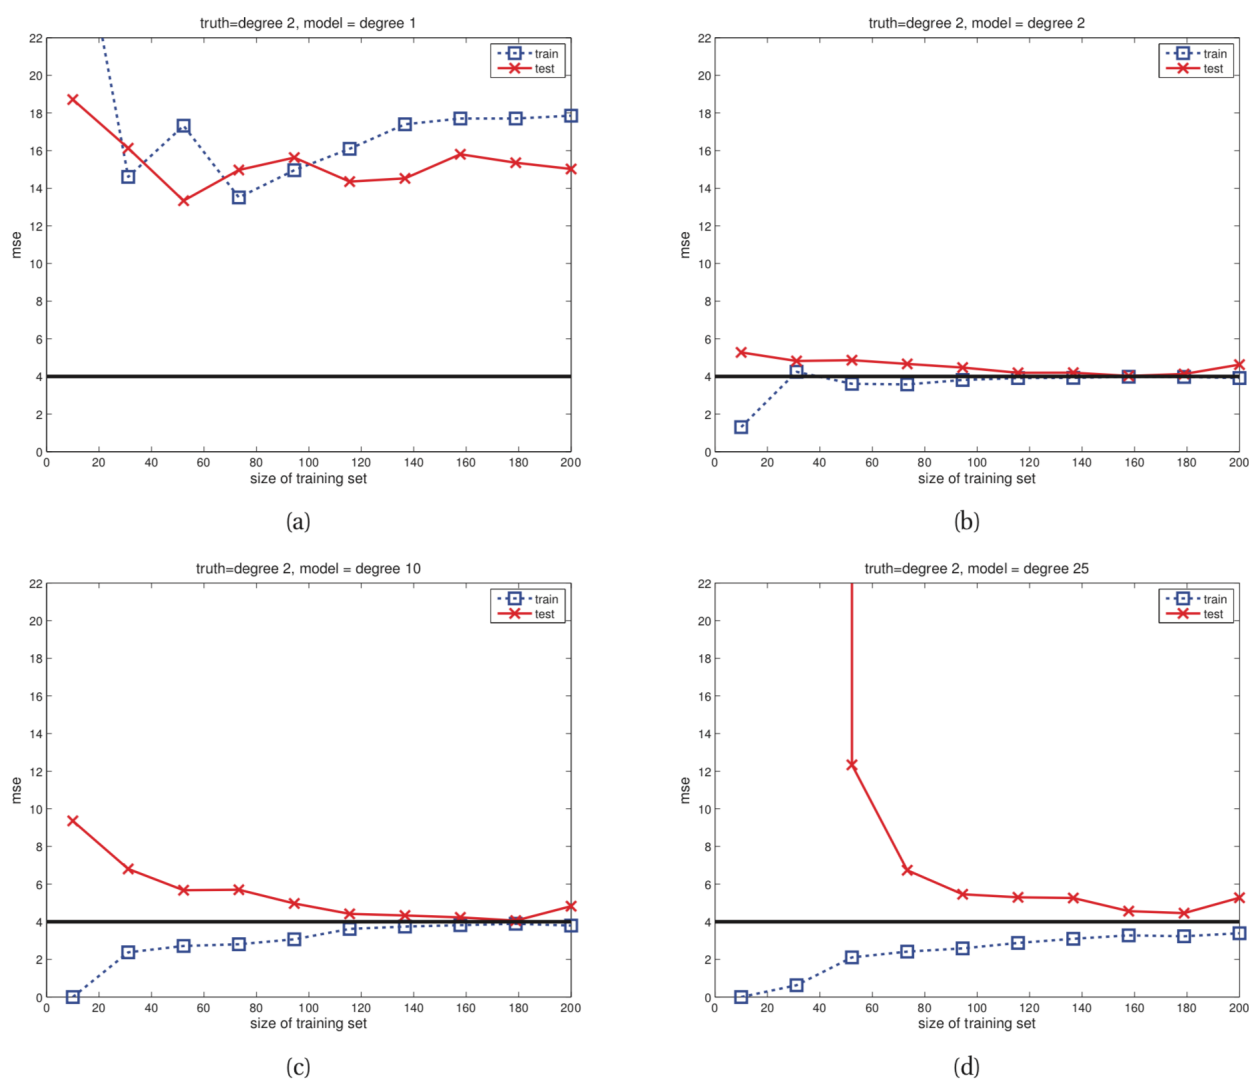 truth=degree 2, model = degree 1
22
20
18
16
14
12
10
8
6
4
2
0
mse
train
test
0 20 40 60 80 100 120 140 160 180 200
size of training set
(a)
truth=degree 2, model = degree 2
22
20
18
16
14
12
10
8
6
4
2
0
mse
train
test
0 20 40 60 80 100 120 140 160 180 200
size of training set
(b)
truth=degree 2, model = degree 10
22
20
18
16
14
12
10
8
6
4
2
0
mse
train
test
0 20 40 60 80 100 120 140 160 180 200
size of training set
(c)
truth=degree 2, model = degree 25
22
20
18
16
14
12
10
8
6
4
2
0
mse
train
test
0 20 40 60 80 100 120 140 160 180 200
size of training set
(d)